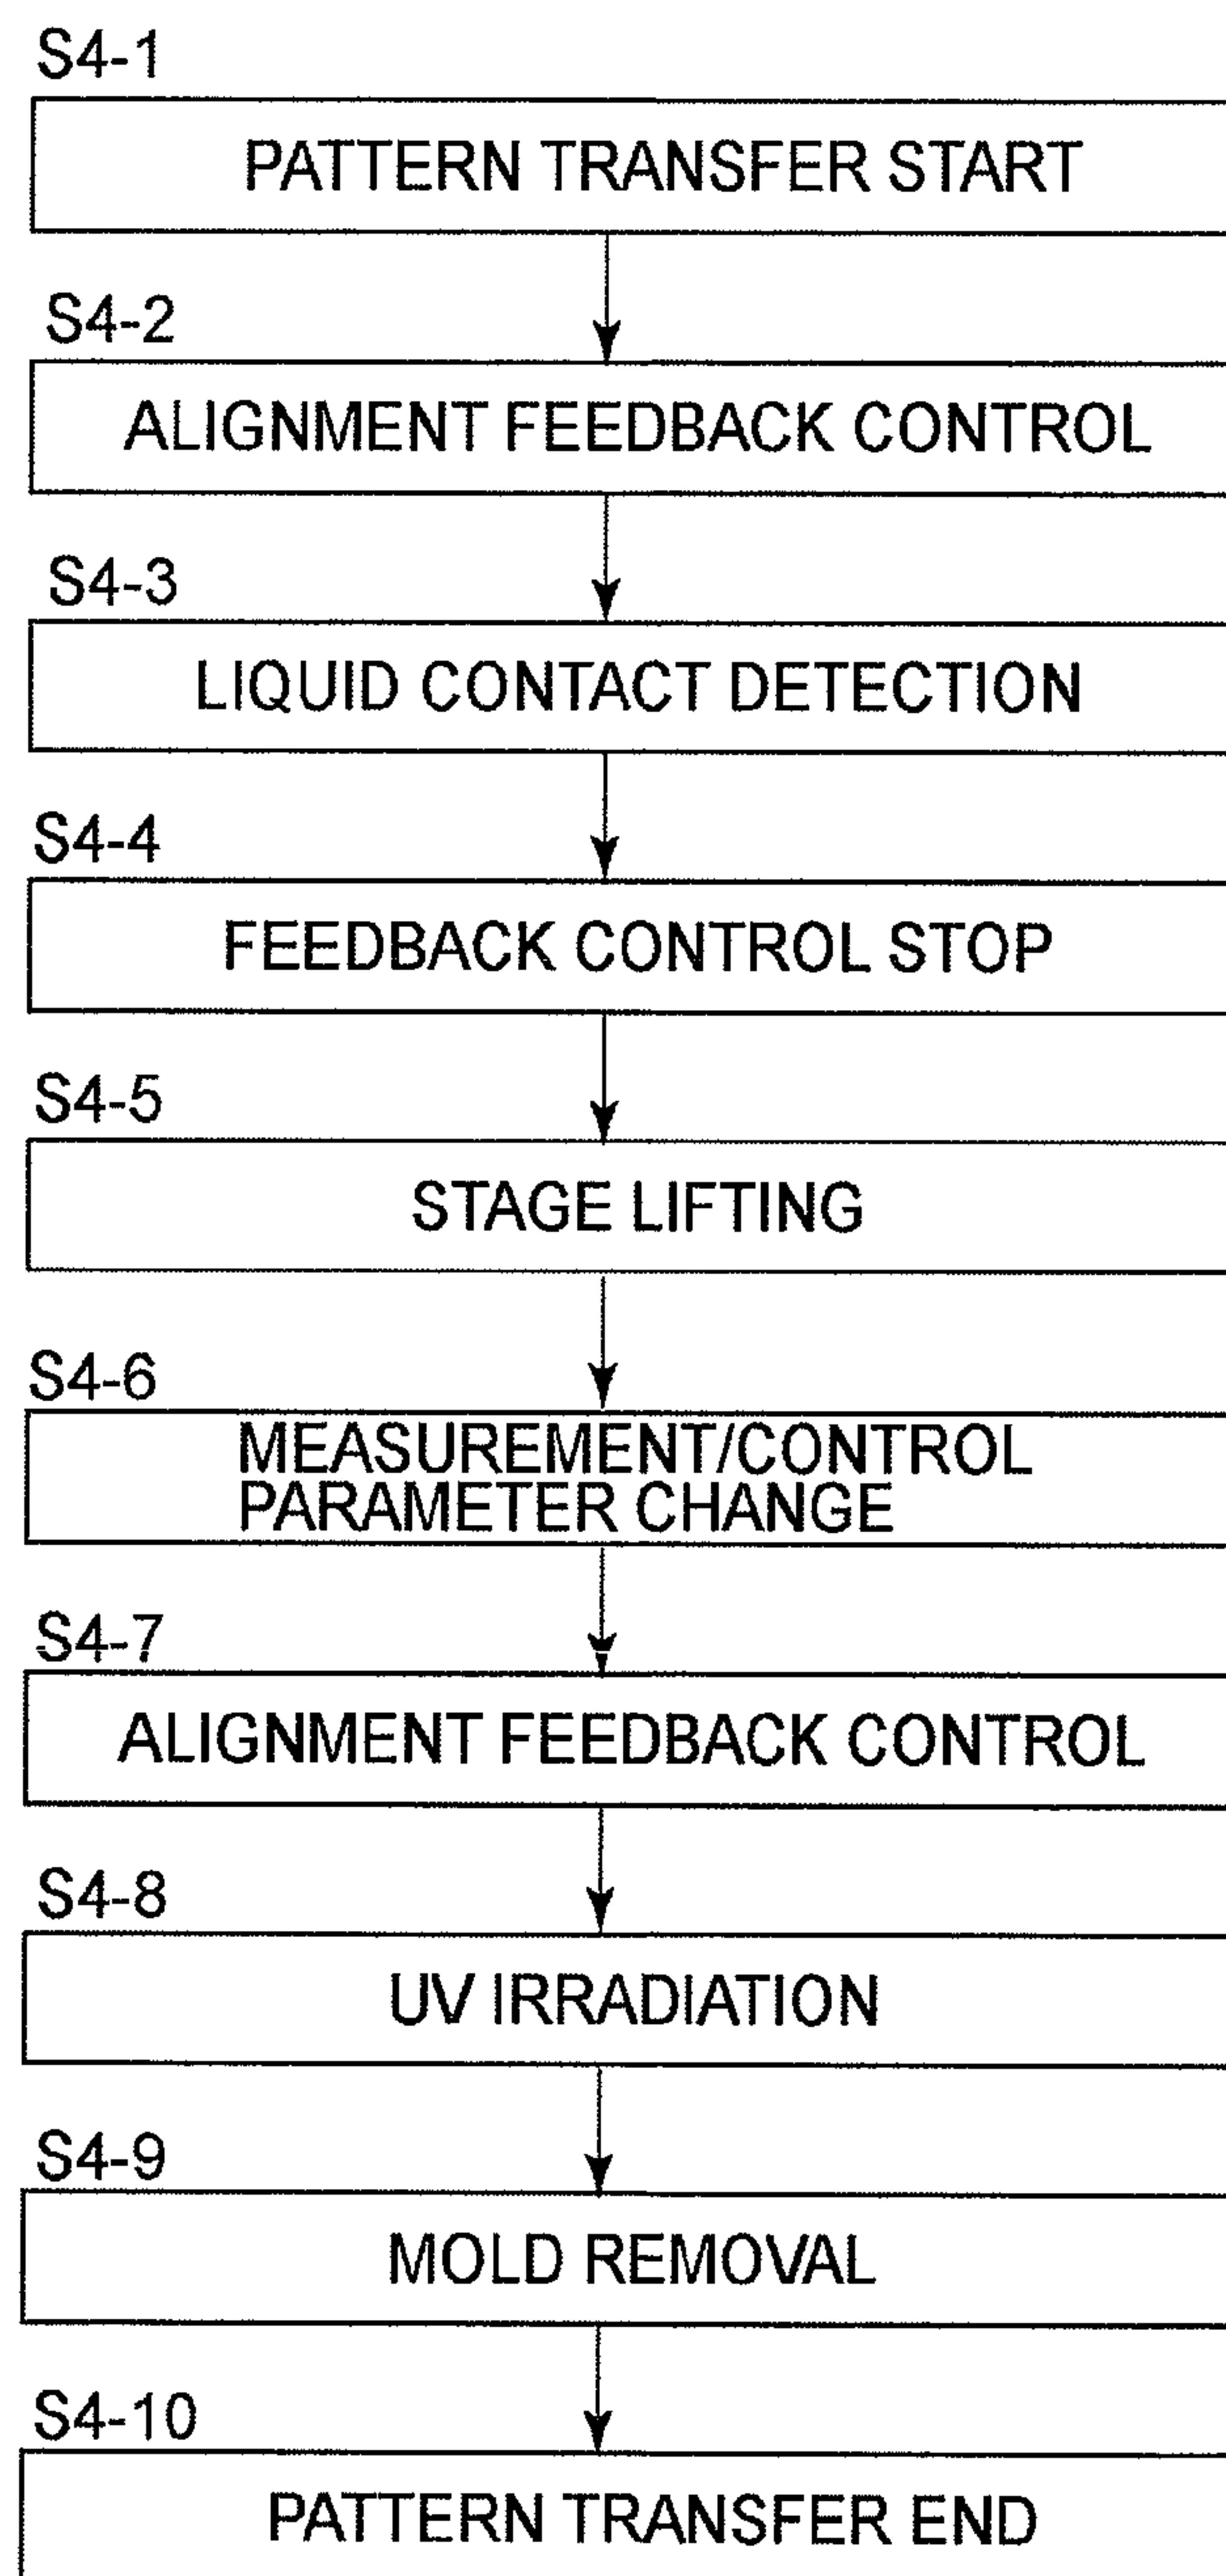 S4-1
PATTERN TRANSFER START
S4-2
ALIGNMENT FEEDBACK CONTROL
S4-3
LIQUID CONTACT DETECTION
S4-4
FEEDBACK CONTROL STOP
S4-5
STAGE LIFTING
S4-6
MEASUREMENT/CONTROL
PARAMETER CHANGE
S4-7
ALIGNMENT FEEDBACK CONTROL
S4-8
UV IRRADIATION
S4-9
MOLD REMOVAL
S4-10
PATTERN TRANSFER END